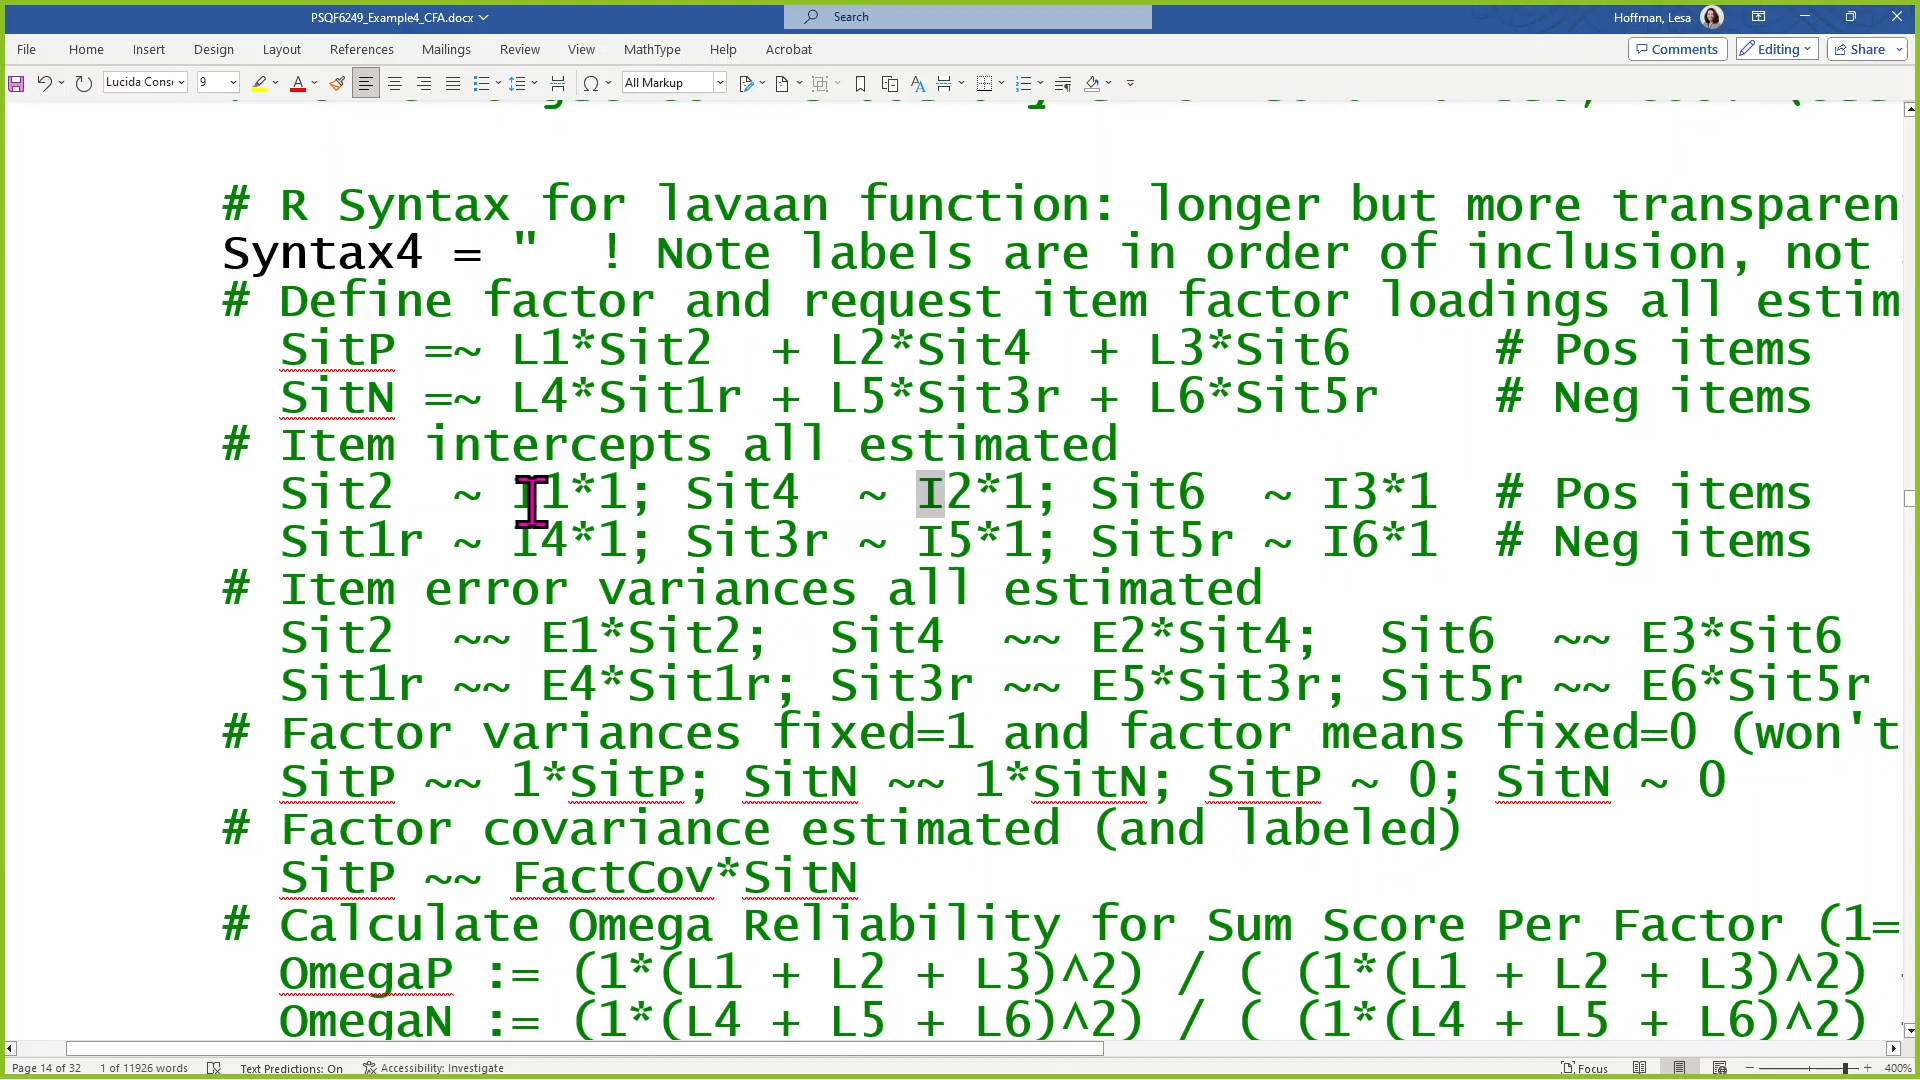 PSQF6249_Example4_CFA.docx
Search
Hoffman, Lesa
File Home Insert Design Layout References Mailings Review View MathType Help Acrobat
Comments Editing Share
Lucida Cons 9 All Markup
# R Syntax for lavaan function: longer but more transparen
Syntax4 = " ! Note labels are in order of inclusion, not
# Define factor and request item factor loadings all estim
SitP =~ L1*Sit2 + L2*Sit4 + L3*Sit6 # Pos items
SitN =~ L4*Sit1r + L5*Sit3r + L6*Sit5r # Neg items
# Item intercepts all estimated
Sit2 ~ I1*1; Sit4 ~ I2*1; Sit6 ~ I3*1 # Pos items
Sit1r ~ I4*1; Sit3r ~ I5*1; Sit5r ~ I6*1 # Neg items
# Item error variances all estimated
Sit2 ~~ E1*Sit2; Sit4 ~~ E2*Sit4; Sit6 ~~ E3*Sit6
Sit1r ~~ E4*Sit1r; Sit3r ~~ E5*Sit3r; Sit5r ~~ E6*Sit5r
# Factor variances fixed=1 and factor means fixed=0 (won't
SitP ~~ 1*SitP; SitN ~~ 1*SitN; SitP ~ 0; SitN ~ 0
# Factor covariance estimated (and labeled)
SitP ~~ FactCov*SitN
# Calculate Omega Reliability for Sum Score Per Factor (1=
OmegaP := (1*(L1 + L2 + L3)^2) / ( (1*(L1 + L2 + L3)^2)
OmegaN := (1*(L4 + L5 + L6)^2) / ( (1*(L4 + L5 + L6)^2)
Page 14 of 32 1 of 11926 words Text Predictions: On Accessibility: Investigate Focus 400%